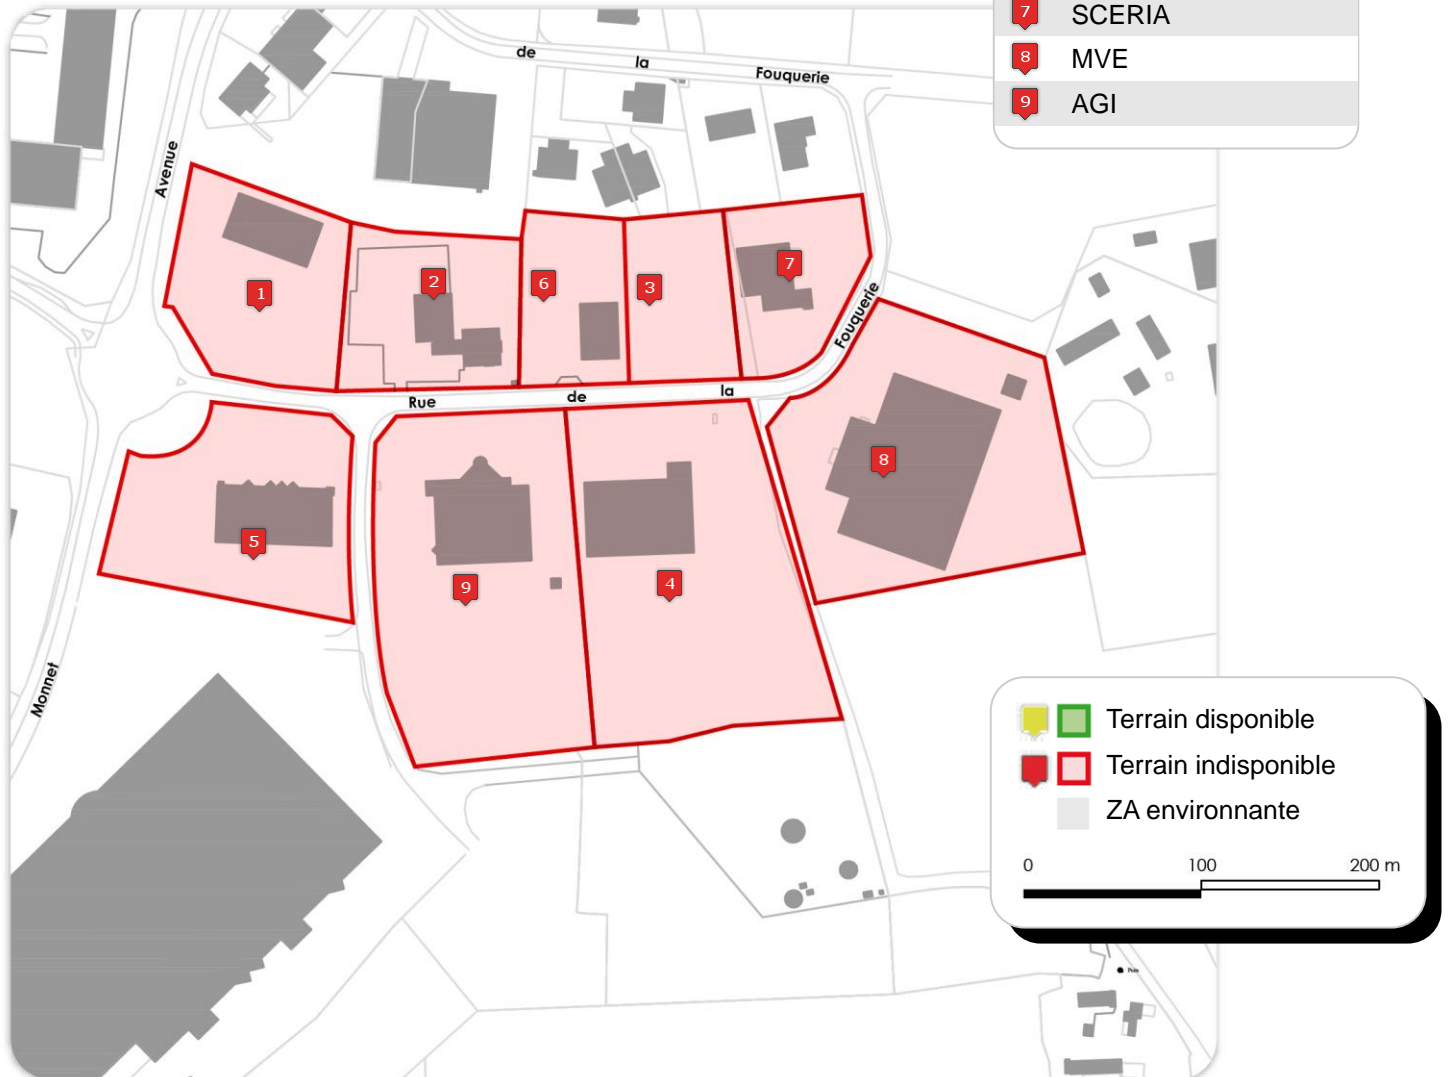 7 SCERIA
8 MVE
9 AGI
de la Fouquerie
Avenue
1
2
6
3
7
Fouquerie
Rue de la
8
5
9
4
Monnet
Terrain disponible
Terrain indisponible
ZA environnante
0 100 200 m